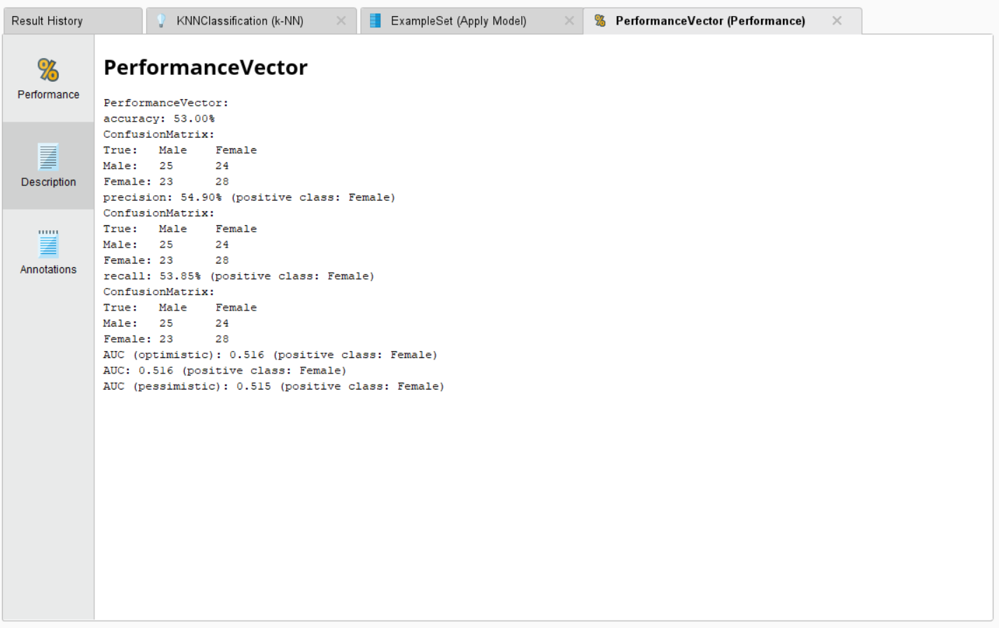 Result History
KNNClassification (k-NN)
ExampleSet (Apply Model)
PerformanceVector (Performance)
Performance
Description
Annotations
PerformanceVector
PerformanceVector:
accuracy: 53.00%
ConfusionMatrix:
True: Male Female
Male: 25 24
Female: 23 28
precision: 54.90% (positive class: Female)
ConfusionMatrix:
True: Male Female
Male: 25 24
Female: 23 28
recall: 53.85% (positive class: Female)
ConfusionMatrix:
True: Male Female
Male: 25 24
Female: 23 28
AUC (optimistic): 0.516 (positive class: Female)
AUC: 0.516 (positive class: Female)
AUC (pessimistic): 0.515 (positive class: Female)